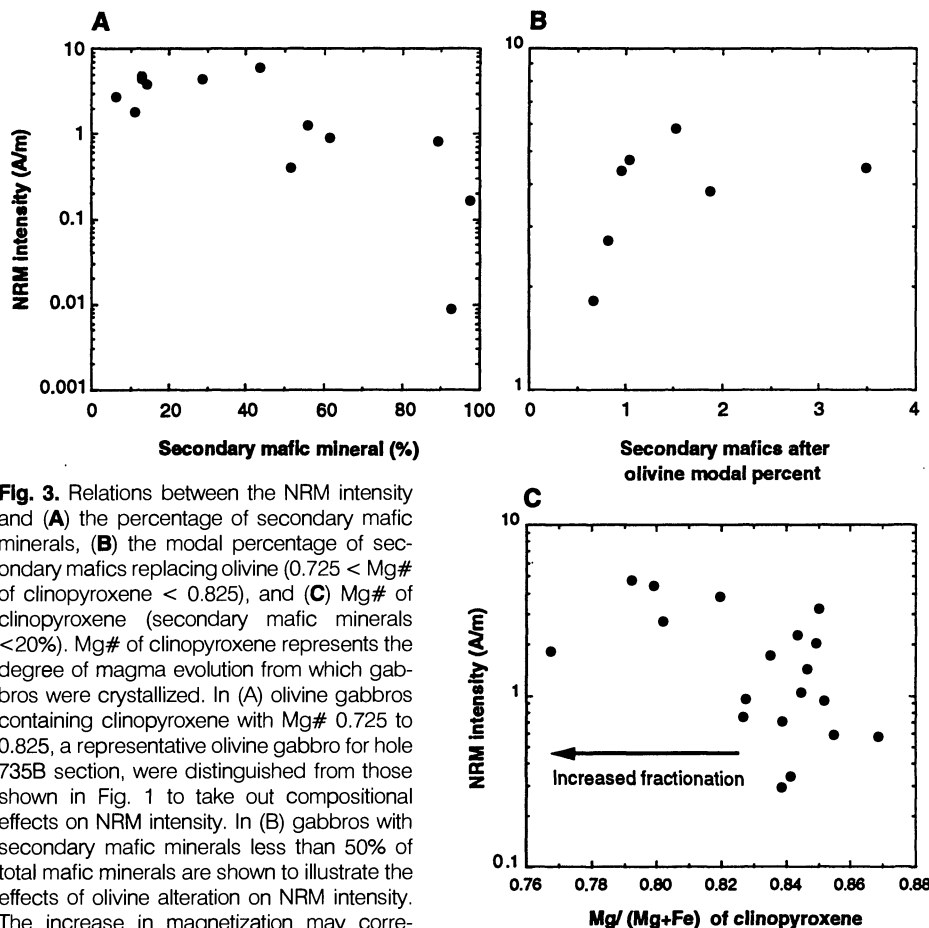 A
10
1
0.1
0.01
0.001
NRM intensity (A/m)
0 20 40 60 80 100
Secondary mafic mineral (%)
B
10
1
0 1 2 3 4
Secondary mafics after
olivine modal percent
Fig. 3. Relations between the NRM intensity
and (A) the percentage of secondary mafic
minerals, (B) the modal percentage of sec-
ondary mafics replacing olivine (0.725 < Mg#
of clinopyroxene < 0.825), and (C) Mg# of
clinopyroxene (secondary mafic minerals
<20%). Mg# of clinopyroxene represents the
degree of magma evolution from which gab-
bros were crystallized. In (A) olivine gabbros
containing clinopyroxene with Mg# 0.725 to
0.825, a representative olivine gabbro for hole
735B section, were distinguished from those
shown in Fig. 1 to take out compositional
effects on NRM intensity. In (B) gabbros with
secondary mafic minerals less than 50% of
total mafic minerals are shown to illustrate the
effects of olivine alteration on NRM intensity.
The increase in magnetization may corre-
C
10
1
0.1
NRM intensity (A/m)
Increased fractionation
0.76 0.78 0.80 0.82 0.84 0.86 0.88
Mg/ (Mg+Fe) of clinopyroxene